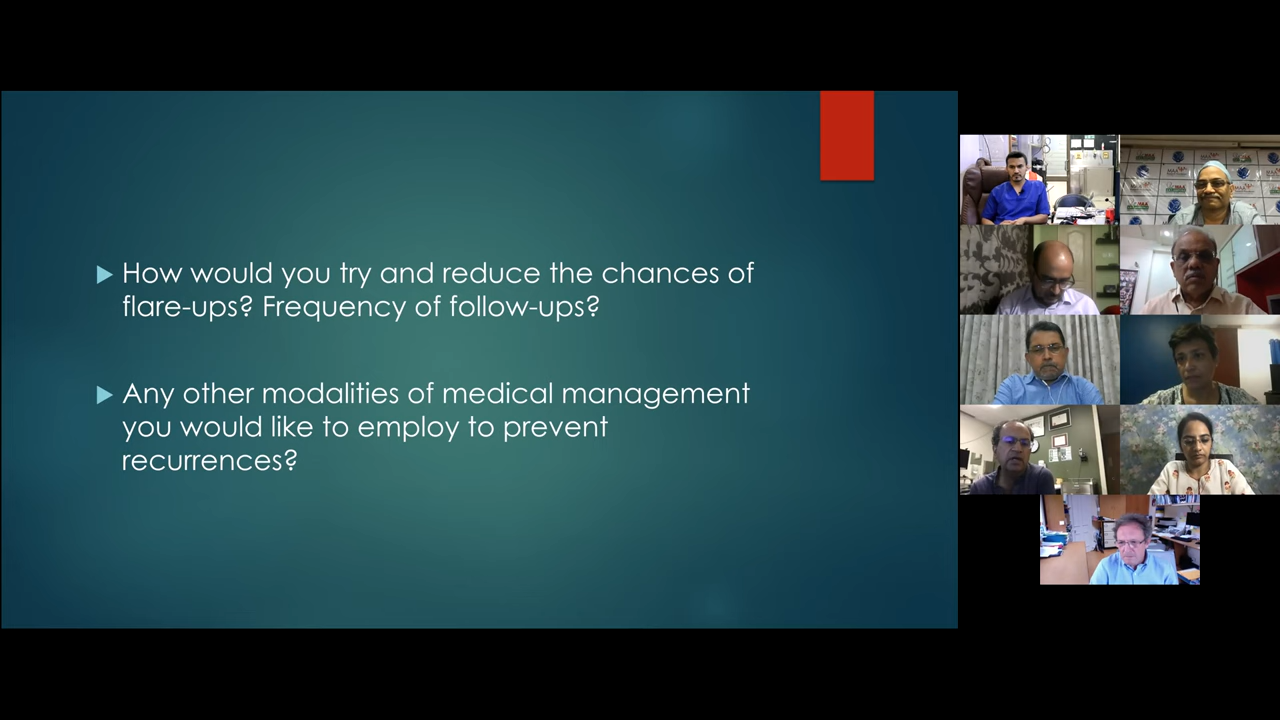 How would you try and reduce the chances of
flare-ups? Frequency of follow-ups?
Any other modalities of medical management
you would like to employ to prevent
recurrences?